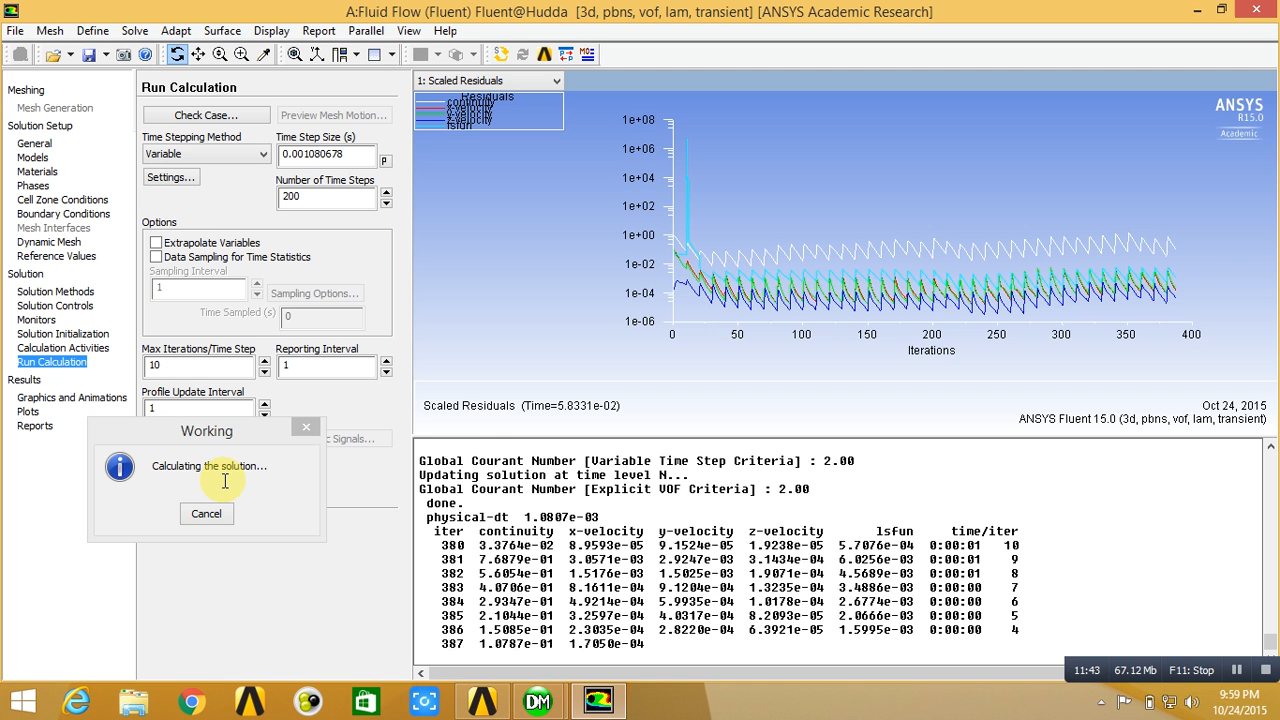 A:Fluid Flow (Fluent) Fluent@Hudda [3d, pbns, vof, lam, transient] [ANSYS Academic Research]
File Mesh Define Solve Adapt Surface Display Report Parallel View Help
Meshing
Mesh Generation
Solution Setup
General
Models
Materials
Phases
Cell Zone Conditions
Boundary Conditions
Mesh Interfaces
Dynamic Mesh
Reference Values
Solution
Solution Methods
Solution Controls
Monitors
Solution Initialization
Calculation Activities
Run Calculation
Results
Graphics and Animations
Plots
Reports
Run Calculation
Check Case... Preview Mesh Motion...
Time Stepping Method Time Step Size (s)
Variable 0.001080678 P
Settings... Number of Time Steps
200
Options
Extrapolate Variables
Data Sampling for Time Statistics
Sampling Interval
1 Sampling Options...
Time Sampled (s) 0
Max Iterations/Time Step Reporting Interval
10 1
Profile Update Interval
1
Signals...
Working
Calculating the solution...
Cancel
1: Scaled Residuals
Residuals
continuity
x-velocity
y-velocity
z-velocity
lsfun
ANSYS
R15.0
Academic
1e+08
1e+06
1e+04
1e+02
1e+00
1e-02
1e-04
1e-06
0 50 100 150 200 250 300 350 400
Iterations
Scaled Residuals (Time=5.8331e-02) Oct 24, 2015
ANSYS Fluent 15.0 (3d, pbns, vof, lam, transient)
Global Courant Number [Variable Time Step Criteria] : 2.00
Updating solution at time level N...
Global Courant Number [Explicit VOF Criteria] : 2.00
done.
physical-dt 1.0807e-03
iter continuity x-velocity y-velocity z-velocity lsfun time/iter
380 3.3764e-02 8.9593e-05 9.1524e-05 1.9238e-05 5.7076e-04 0:00:01 10
381 7.6879e-01 3.0571e-03 2.9247e-03 3.1434e-04 6.0256e-03 0:00:01 9
382 5.6054e-01 1.5176e-03 1.5025e-03 1.9071e-04 4.5689e-03 0:00:01 8
383 4.0706e-01 8.1611e-04 9.1204e-04 1.3235e-04 3.4886e-03 0:00:00 7
384 2.9347e-01 4.9214e-04 5.9935e-04 1.0178e-04 2.6774e-03 0:00:00 6
385 2.1044e-01 3.2597e-04 4.0317e-04 8.2093e-05 2.0666e-03 0:00:00 5
386 1.5085e-01 2.3035e-04 2.8220e-04 6.3921e-05 1.5995e-03 0:00:00 4
387 1.0787e-01 1.7050e-04
11:43 67.12 Mb F11: Stop
DM
9:59 PM
10/24/2015